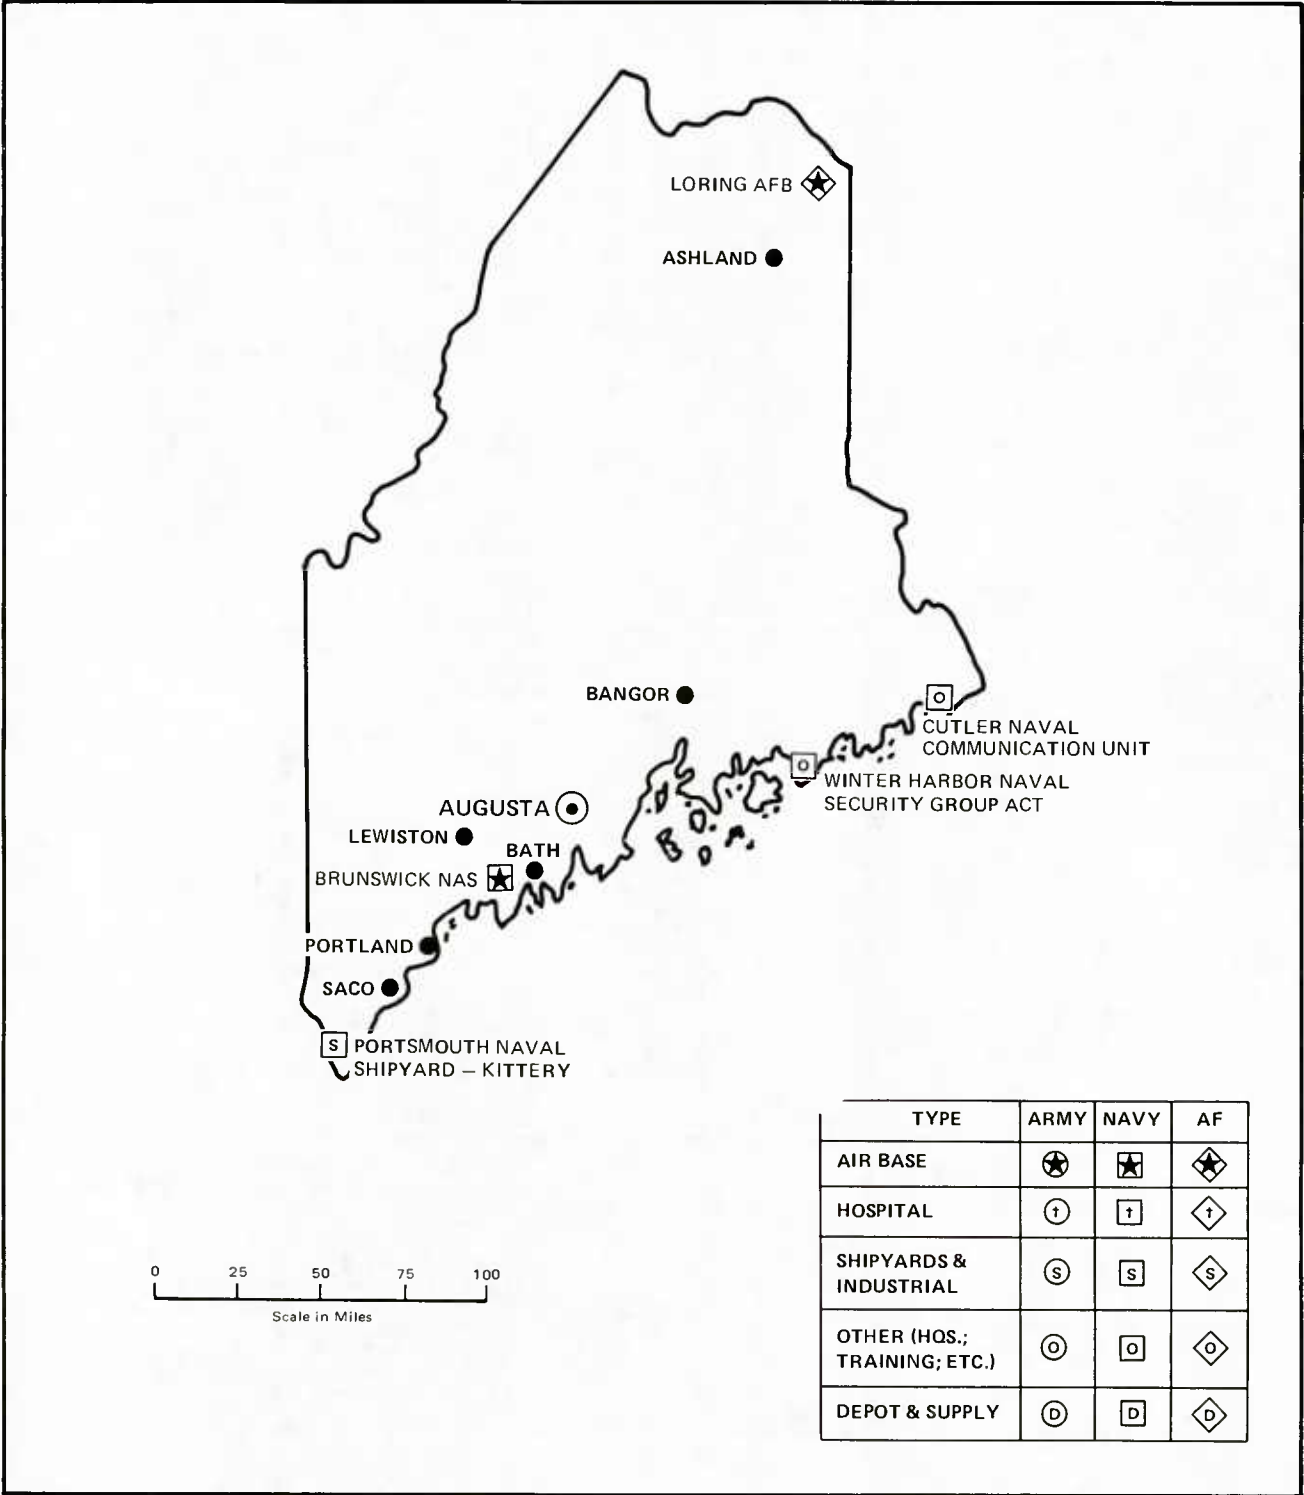 LORING AFB
ASHLAND
BANGOR
CUTLER NAVAL
COMMUNICATION UNIT
WINTER HARBOR NAVAL
SECURITY GROUP ACT
AUGUSTA
LEWISTON
BATH
BRUNSWICK NAS
PORTLAND
SACO
S PORTSMOUTH NAVAL
SHIPYARD – KITTERY
O
O
TYPE ARMY NAVY AF
AIR BASE
HOSPITAL † † †
SHIPYARDS &
INDUSTRIAL S S S
OTHER (HQS.;
TRAINING; ETC.) O O O
DEPOT & SUPPLY D D D
0 25 50 75 100
Scale in Miles